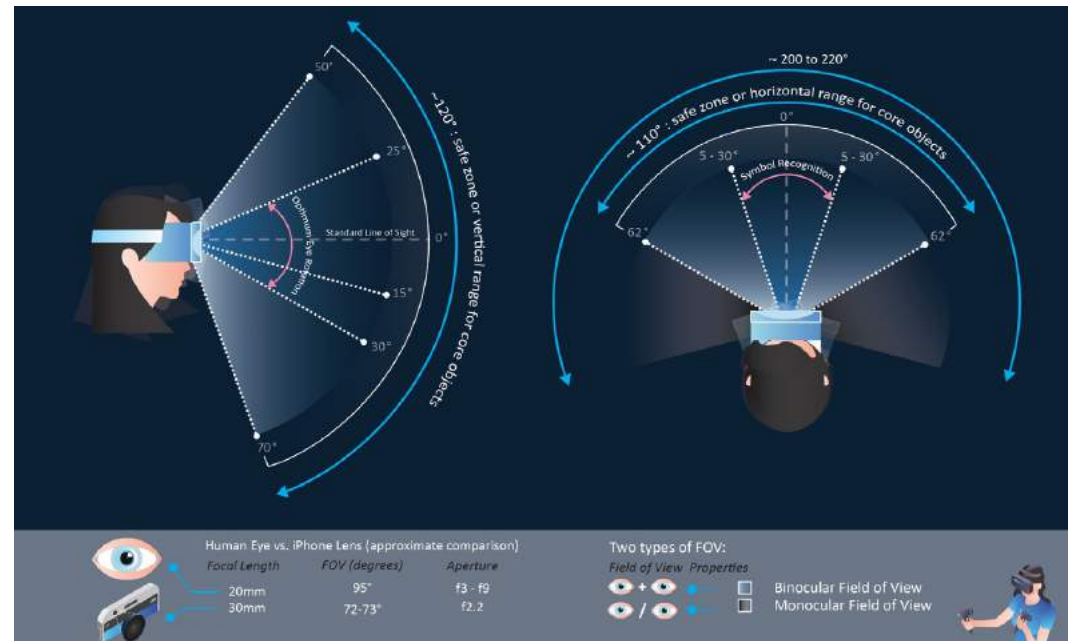 50°
25°
~120° : safe zone or vertical range for core objects
Optimum Eye Rotation
Standard Line of Sight
0°
15°
30°
70°
~ 200 to 220°
~ 110° : safe zone or horizontal range for core objects
0°
5 - 30°
5 - 30°
Symbol Recognition
62°
62°
Human Eye vs. iPhone Lens (approximate comparison)
Focal Length FOV (degrees) Aperture
20mm 95° f3 - f9
30mm 72-73° f2.2
Two types of FOV:
Field of View Properties
+ Binocular Field of View
/ Monocular Field of View